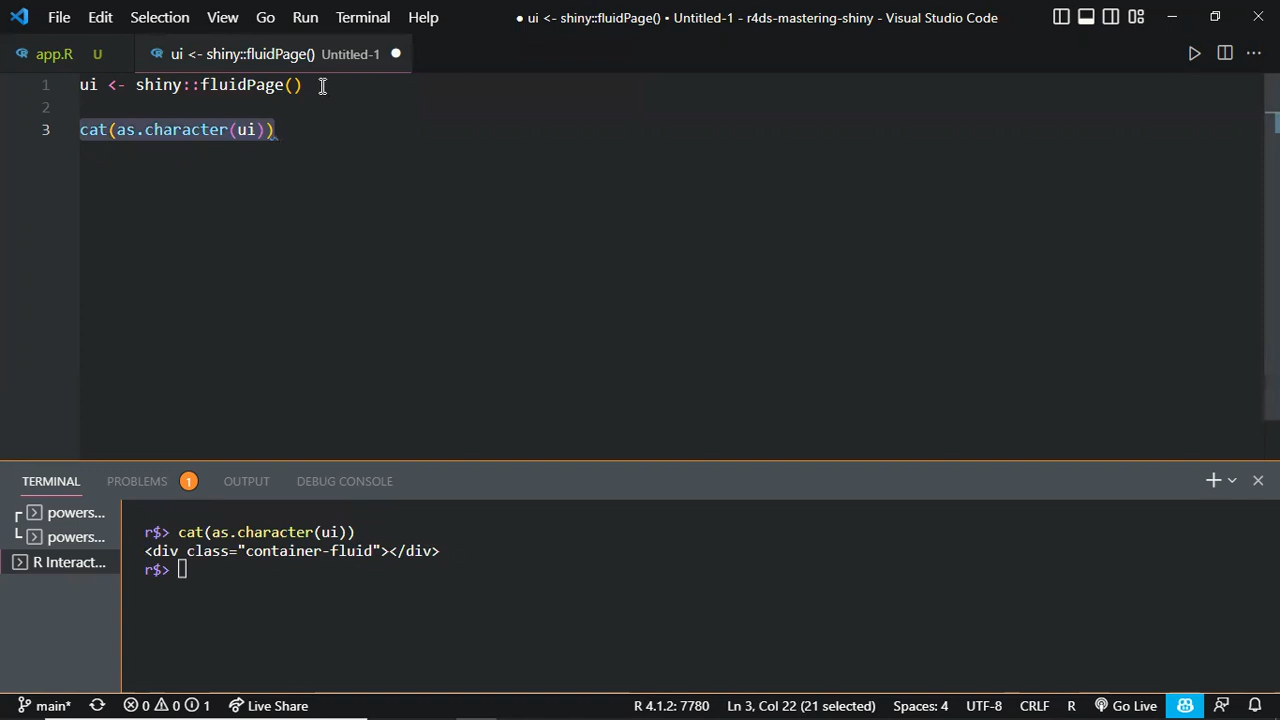 File Edit Selection View Go Run Terminal Help ● ui <- shiny::fluidPage() • Untitled-1 - r4ds-mastering-shiny - Visual Studio Code
app.R U ui <- shiny::fluidPage() Untitled-1
1 ui <- shiny::fluidPage()
2
3 cat(as.character(ui))
TERMINAL PROBLEMS 1 OUTPUT DEBUG CONSOLE
powers...
powers...
R Interact...
r$> cat(as.character(ui))
<div class="container-fluid"></div>
r$>
main* 0 0 1 Live Share R 4.1.2: 7780 Ln 3, Col 22 (21 selected) Spaces: 4 UTF-8 CRLF R Go Live